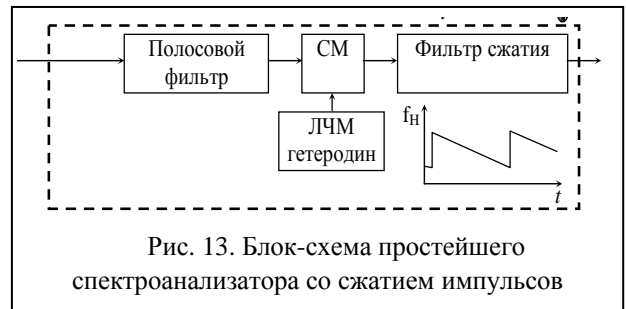 Полосовой
фильтр
СМ
Фильтр сжатия
ЛЧМ
гетеродин
fН
t
Рис. 13. Блок-схема простейшего
спектроанализатора со сжатием импульсов